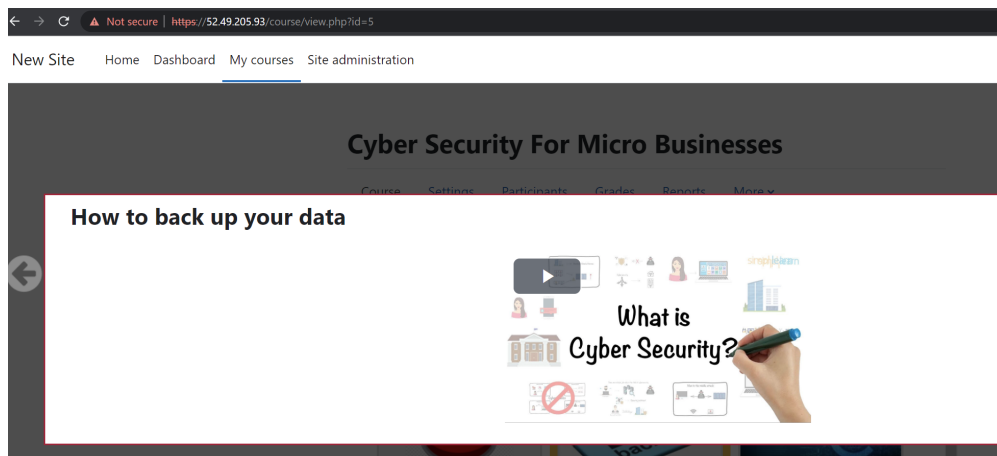 Not secure | https://52.49.205.93/course/view.php?id=5
New Site Home Dashboard My courses Site administration
Cyber Security For Micro Businesses
Course Settings Participants Grades Reports More
How to back up your data
simplilearn
What is
Cyber Security?